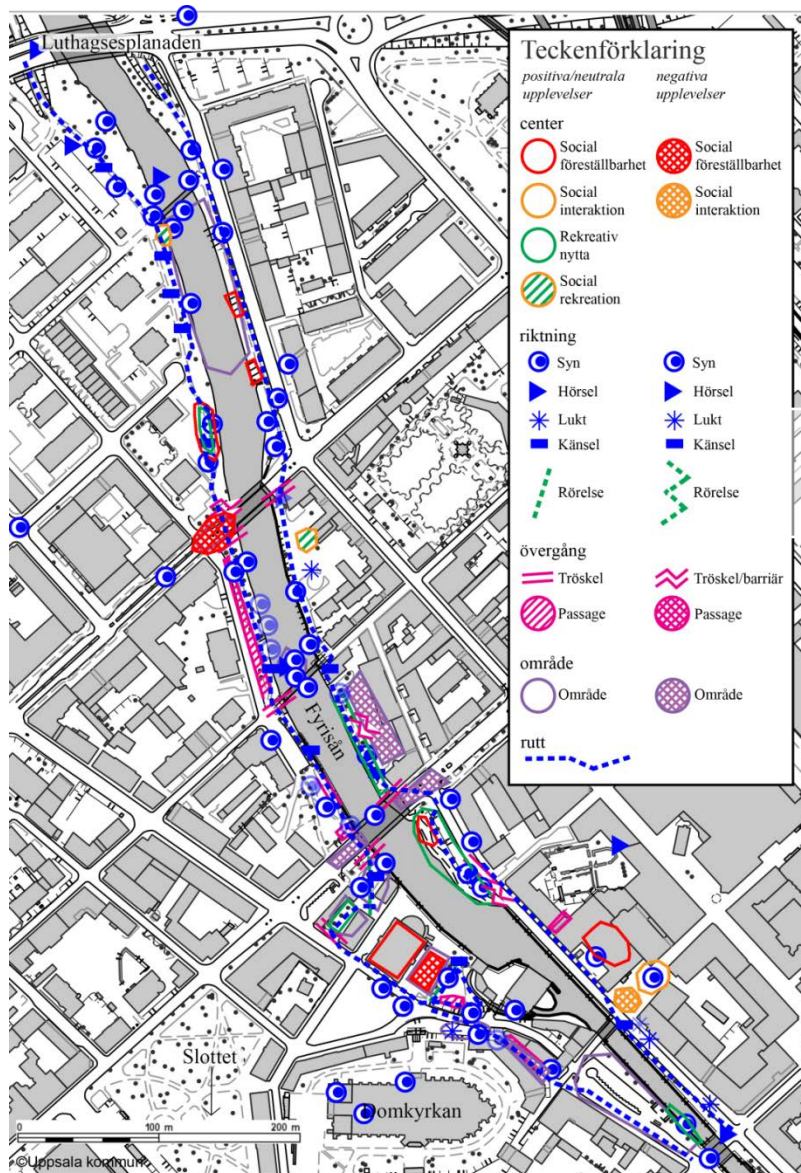 Luthagsesplanaden
Teckenförklaring
positiva/neutrala
upplevelser
negativa
upplevelser
center
Social
föreställbarhet
Social
föreställbarhet
Social
interaktion
Social
interaktion
Rekreativ
nytta
Social
rekreation
riktning
Syn
Syn
Hörsel
Hörsel
Lukt
Lukt
Känsel
Känsel
Rörelse
Rörelse
övergång
Tröskel
Tröskel/barriär
Passage
Passage
område
Område
Område
rutt
Fyrisån
Slottet
Domkyrkan
0 100 m 200 m
©Uppsala kommun